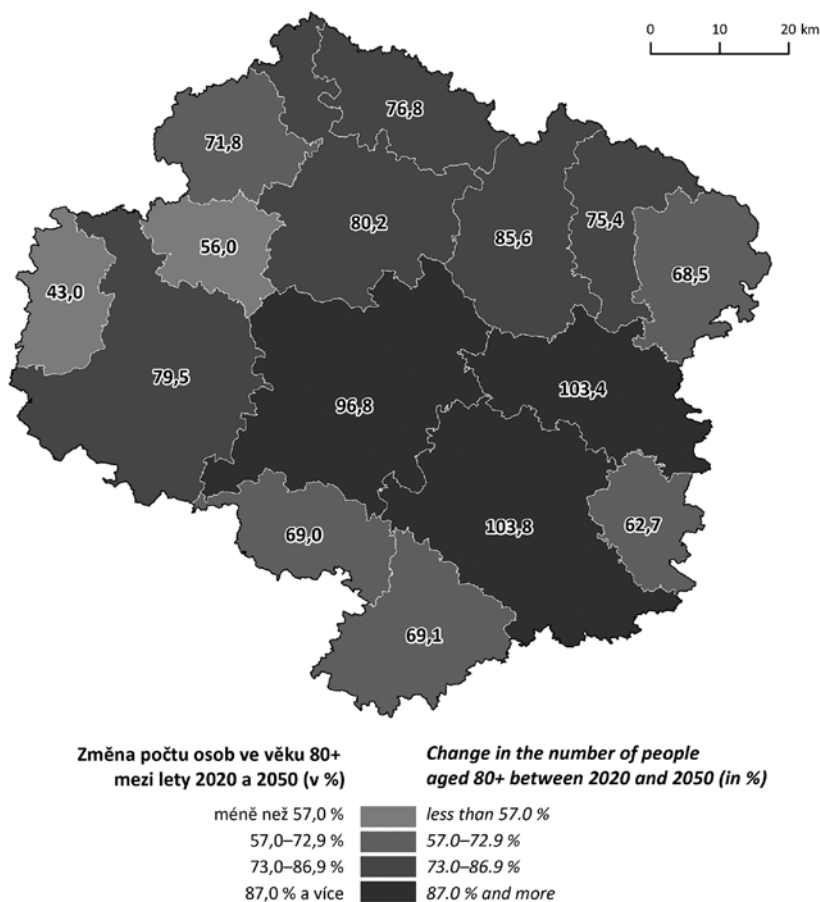 0 10 20 km
76,8
71,8
80,2
75,4
56,0
85,6
68,5
43,0
79,5
103,4
96,8
103,8
62,7
69,0
69,1
Změna počtu osob ve věku 80+ Change in the number of people
mezi lety 2020 a 2050 (v %) aged 80+ between 2020 and 2050 (in %)
méně než 57,0 % less than 57.0 %
57,0–72,9 % 57.0–72.9 %
73,0–86,9 % 73.0–86.9 %
87,0 % a více 87.0 % and more